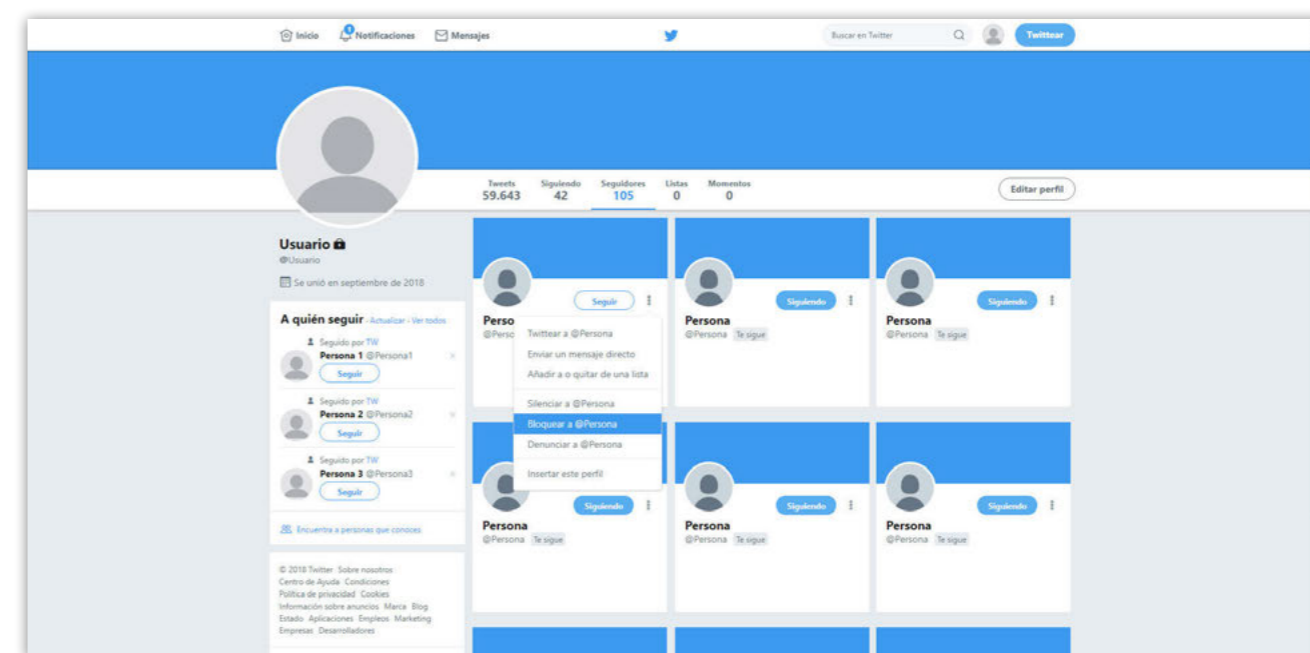 Inicio
1
Notificaciones
Mensajes
Buscar en Twitter
Twittear
Tweets Siguiendo Seguidores Listas Momentos
59.643 42 105 0 0
Editar perfil
Usuario
@Usuario
Se unió en septiembre de 2018
A quién seguir · Actualizar · Ver todos
Seguido por TW
Persona 1 @Persona1
Seguir
Seguido por TW
Persona 2 @Persona2
Seguir
Seguido por TW
Persona 3 @Persona3
Seguir
Encuentra a personas que conoces
© 2018 Twitter Sobre nosotros
Centro de Ayuda Condiciones
Política de privacidad Cookies
Información sobre anuncios Marca Blog
Estado Aplicaciones Empleos Marketing
Empresas Desarrolladores
Seguir
Perso
@Perso
Twittear a @Persona
Enviar un mensaje directo
Añadir a o quitar de una lista
Silenciar a @Persona
Bloquear a @Persona
Denunciar a @Persona
Insertar este perfil
Siguiendo
Persona
@Persona Te sigue
Siguiendo
Persona
@Persona Te sigue
Siguiendo
Persona
@Persona Te sigue
Siguiendo
Persona
@Persona Te sigue
Siguiendo
Persona
@Persona Te sigue